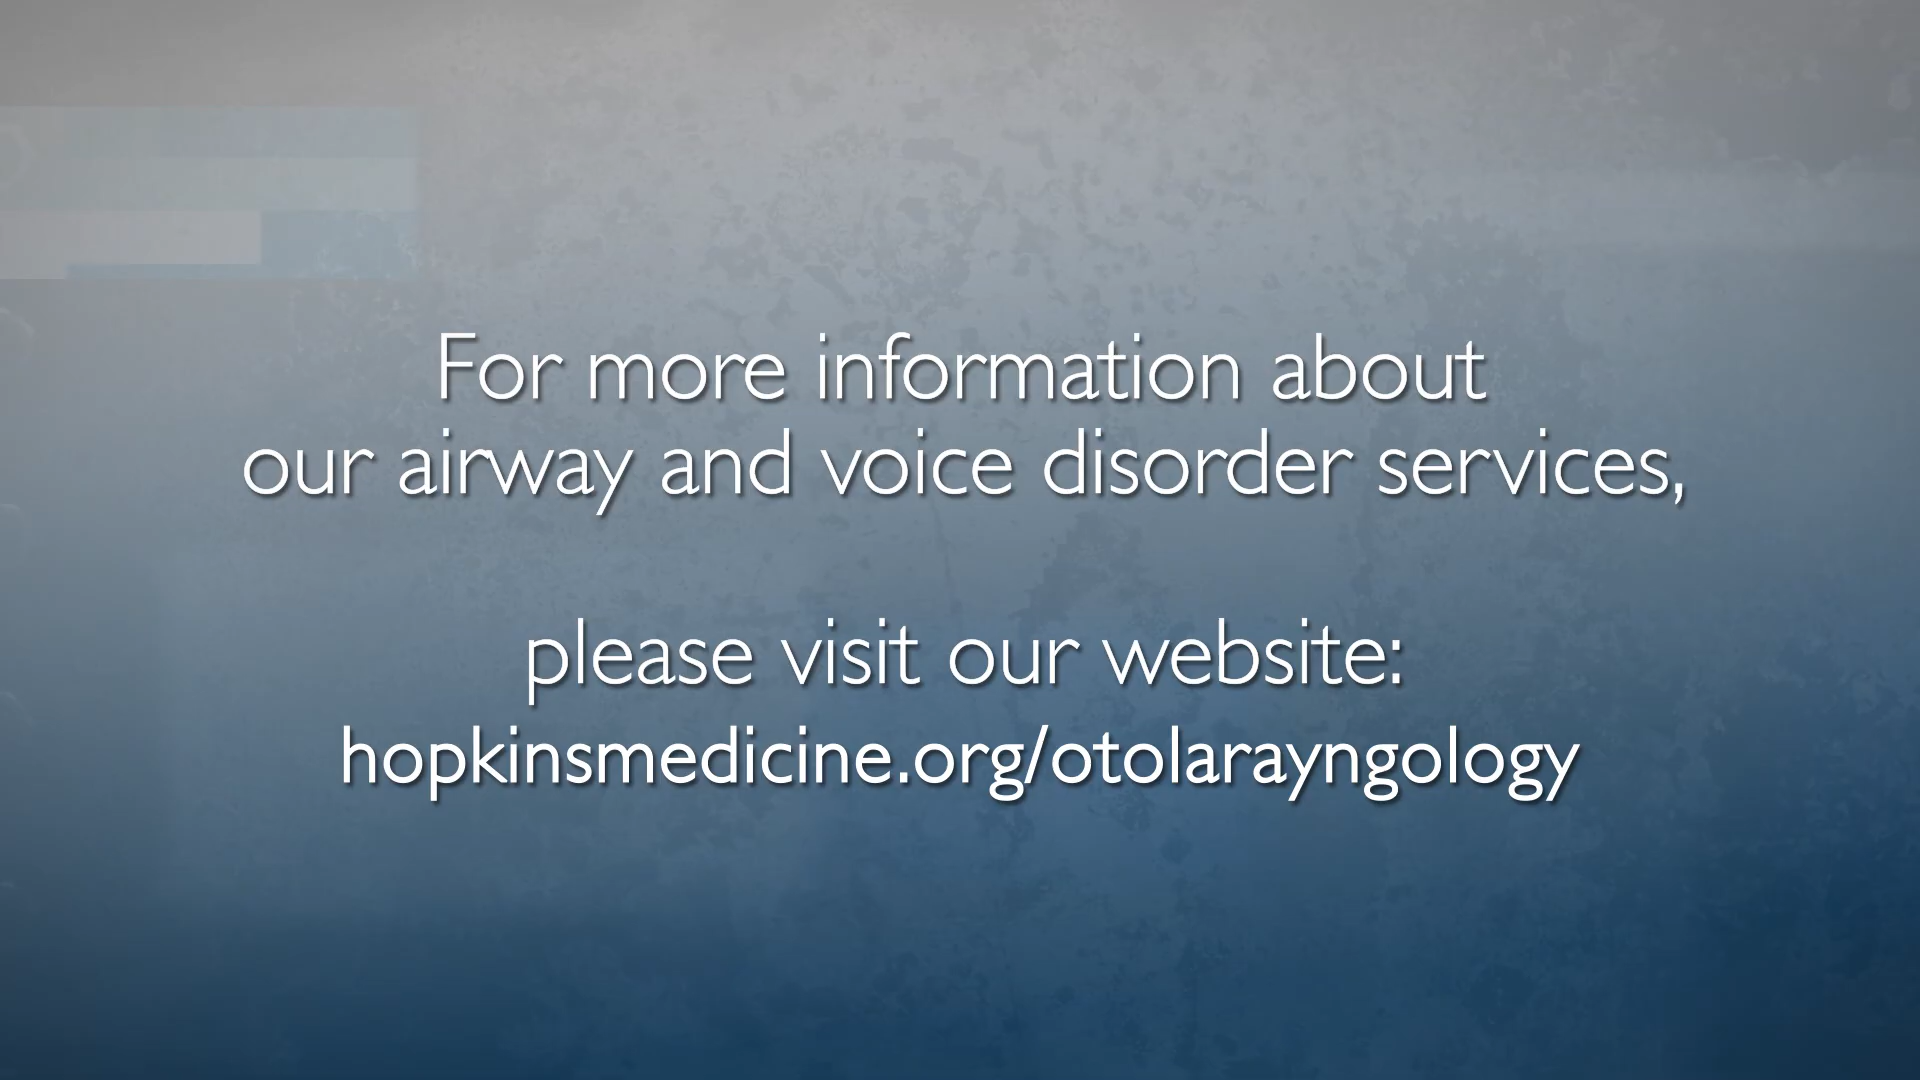 For more information about
our airway and voice disorder services,
please visit our website:
hopkinsmedicine.org/otolarayngology